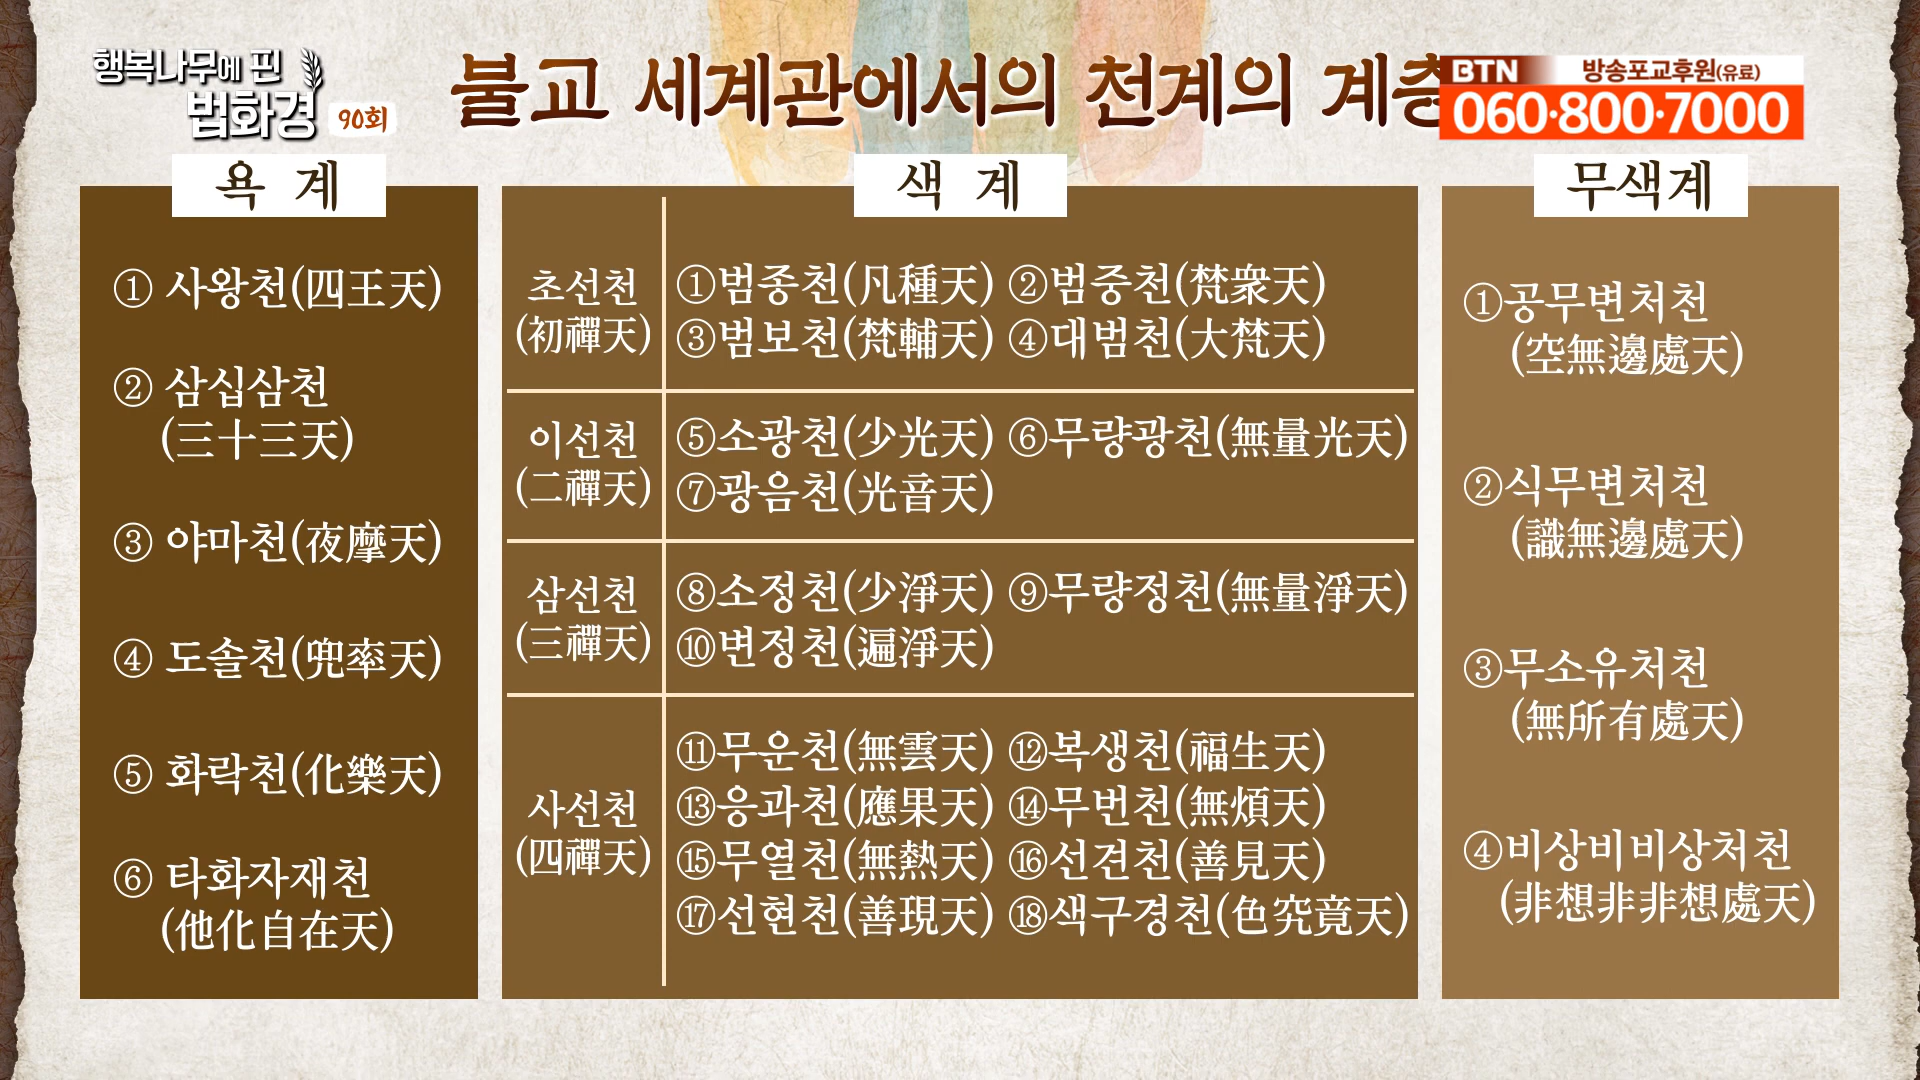 행복나무에 핀
법화경 90회
불교 세계관에서의 천계의 계층
BTN 방송포교후원(유료)
060·800·7000
욕 계
① 사왕천(四王天)
② 삼십삼천
(三十三天)
③ 야마천(夜摩天)
④ 도솔천(兜率天)
⑤ 화락천(化樂天)
⑥ 타화자재천
(他化自在天)
색 계
초선천
(初禪天)
①범종천(凡種天) ②범중천(梵衆天)
③범보천(梵輔天) ④대범천(大梵天)
이선천
(二禪天)
⑤소광천(少光天) ⑥무량광천(無量光天)
⑦광음천(光音天)
삼선천
(三禪天)
⑧소정천(少淨天) ⑨무량정천(無量淨天)
⑩변정천(遍淨天)
사선천
(四禪天)
⑪무운천(無雲天) ⑫복생천(福生天)
⑬응과천(應果天) ⑭무번천(無煩天)
⑮무열천(無熱天) ⑯선견천(善見天)
⑰선현천(善現天) ⑱색구경천(色究竟天)
무색계
①공무변처천
(空無邊處天)
②식무변처천
(識無邊處天)
③무소유처천
(無所有處天)
④비상비비상처천
(非想非非想處天)